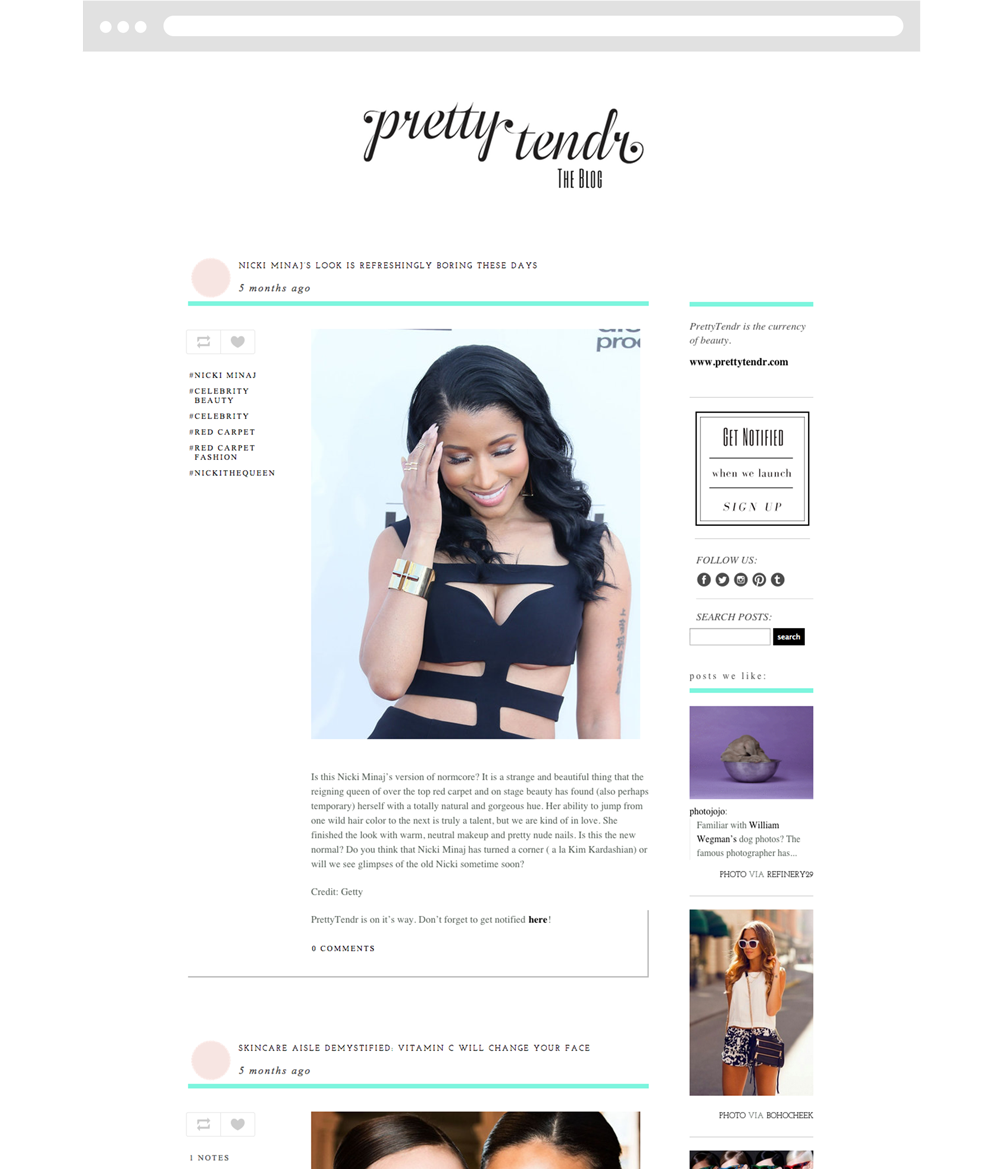 pretty tendr
THE BLOG
NICKI MINAJ'S LOOK IS REFRESHINGLY BORING THESE DAYS
5 months ago
#NICKI MINAJ
#CELEBRITY
BEAUTY
#CELEBRITY
#RED CARPET
#RED CARPET
FASHION
#NICKITHEQUEEN
Is this Nicki Minaj's version of normcore? It is a strange and beautiful thing that the
reigning queen of over the top red carpet and on stage beauty has found (also perhaps
temporary) herself with a totally natural and gorgeous hue. Her ability to jump from
one wild hair color to the next is truly a talent, but we are kind of in love. She
finished the look with warm, neutral makeup and pretty nude nails. Is this the new
normal? Do you think that Nicki Minaj has turned a corner ( a la Kim Kardashian) or
will we see glimpses of the old Nicki sometime soon?
Credit: Getty
PrettyTendr is on it's way. Don't forget to get notified here!
0 COMMENTS
SKINCARE AISLE DEMYSTIFIED: VITAMIN C WILL CHANGE YOUR FACE
5 months ago
1 NOTES
PrettyTendr is the currency
of beauty.
www.prettytendr.com
GET NOTIFIED
when we launch
SIGN UP
FOLLOW US:
SEARCH POSTS:
search
posts we like:
photojojo:
Familiar with William
Wegman's dog photos? The
famous photographer has...
PHOTO VIA REFINERY29
PHOTO VIA BOHOCHEEK